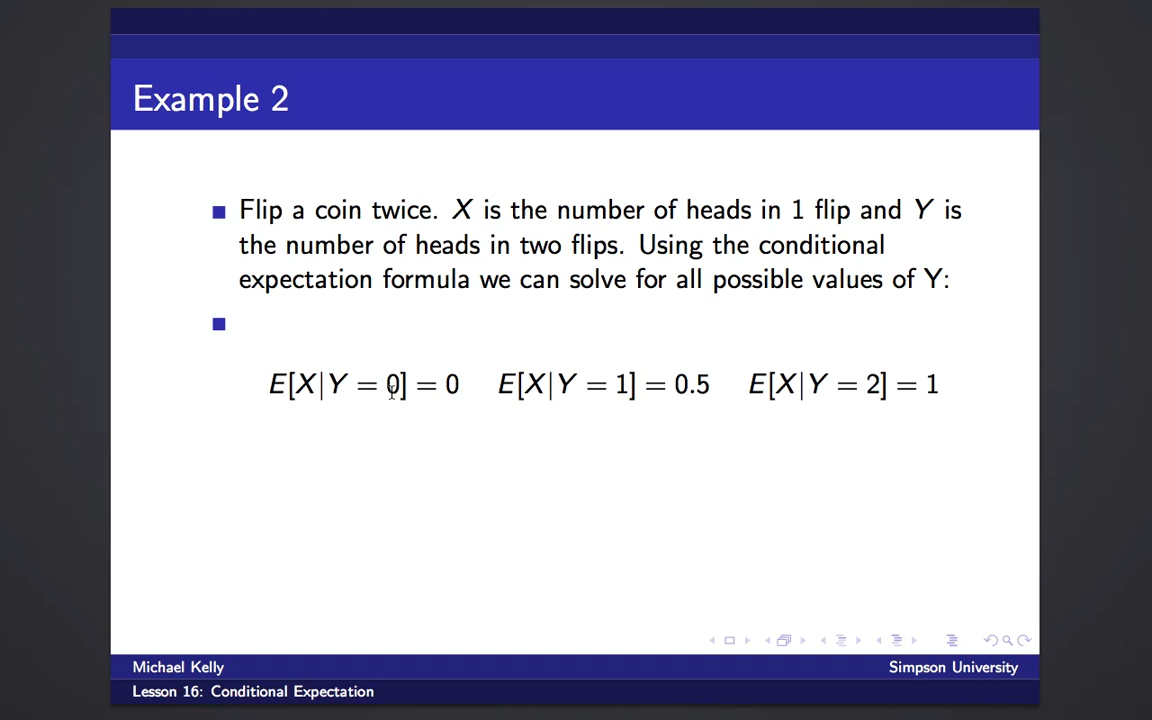 Example 2
Flip a coin twice. X is the number of heads in 1 flip and Y is
the number of heads in two flips. Using the conditional
expectation formula we can solve for all possible values of Y:
E[X|Y = 0] = 0 E[X|Y = 1] = 0.5 E[X|Y = 2] = 1
Michael Kelly Simpson University
Lesson 16: Conditional Expectation